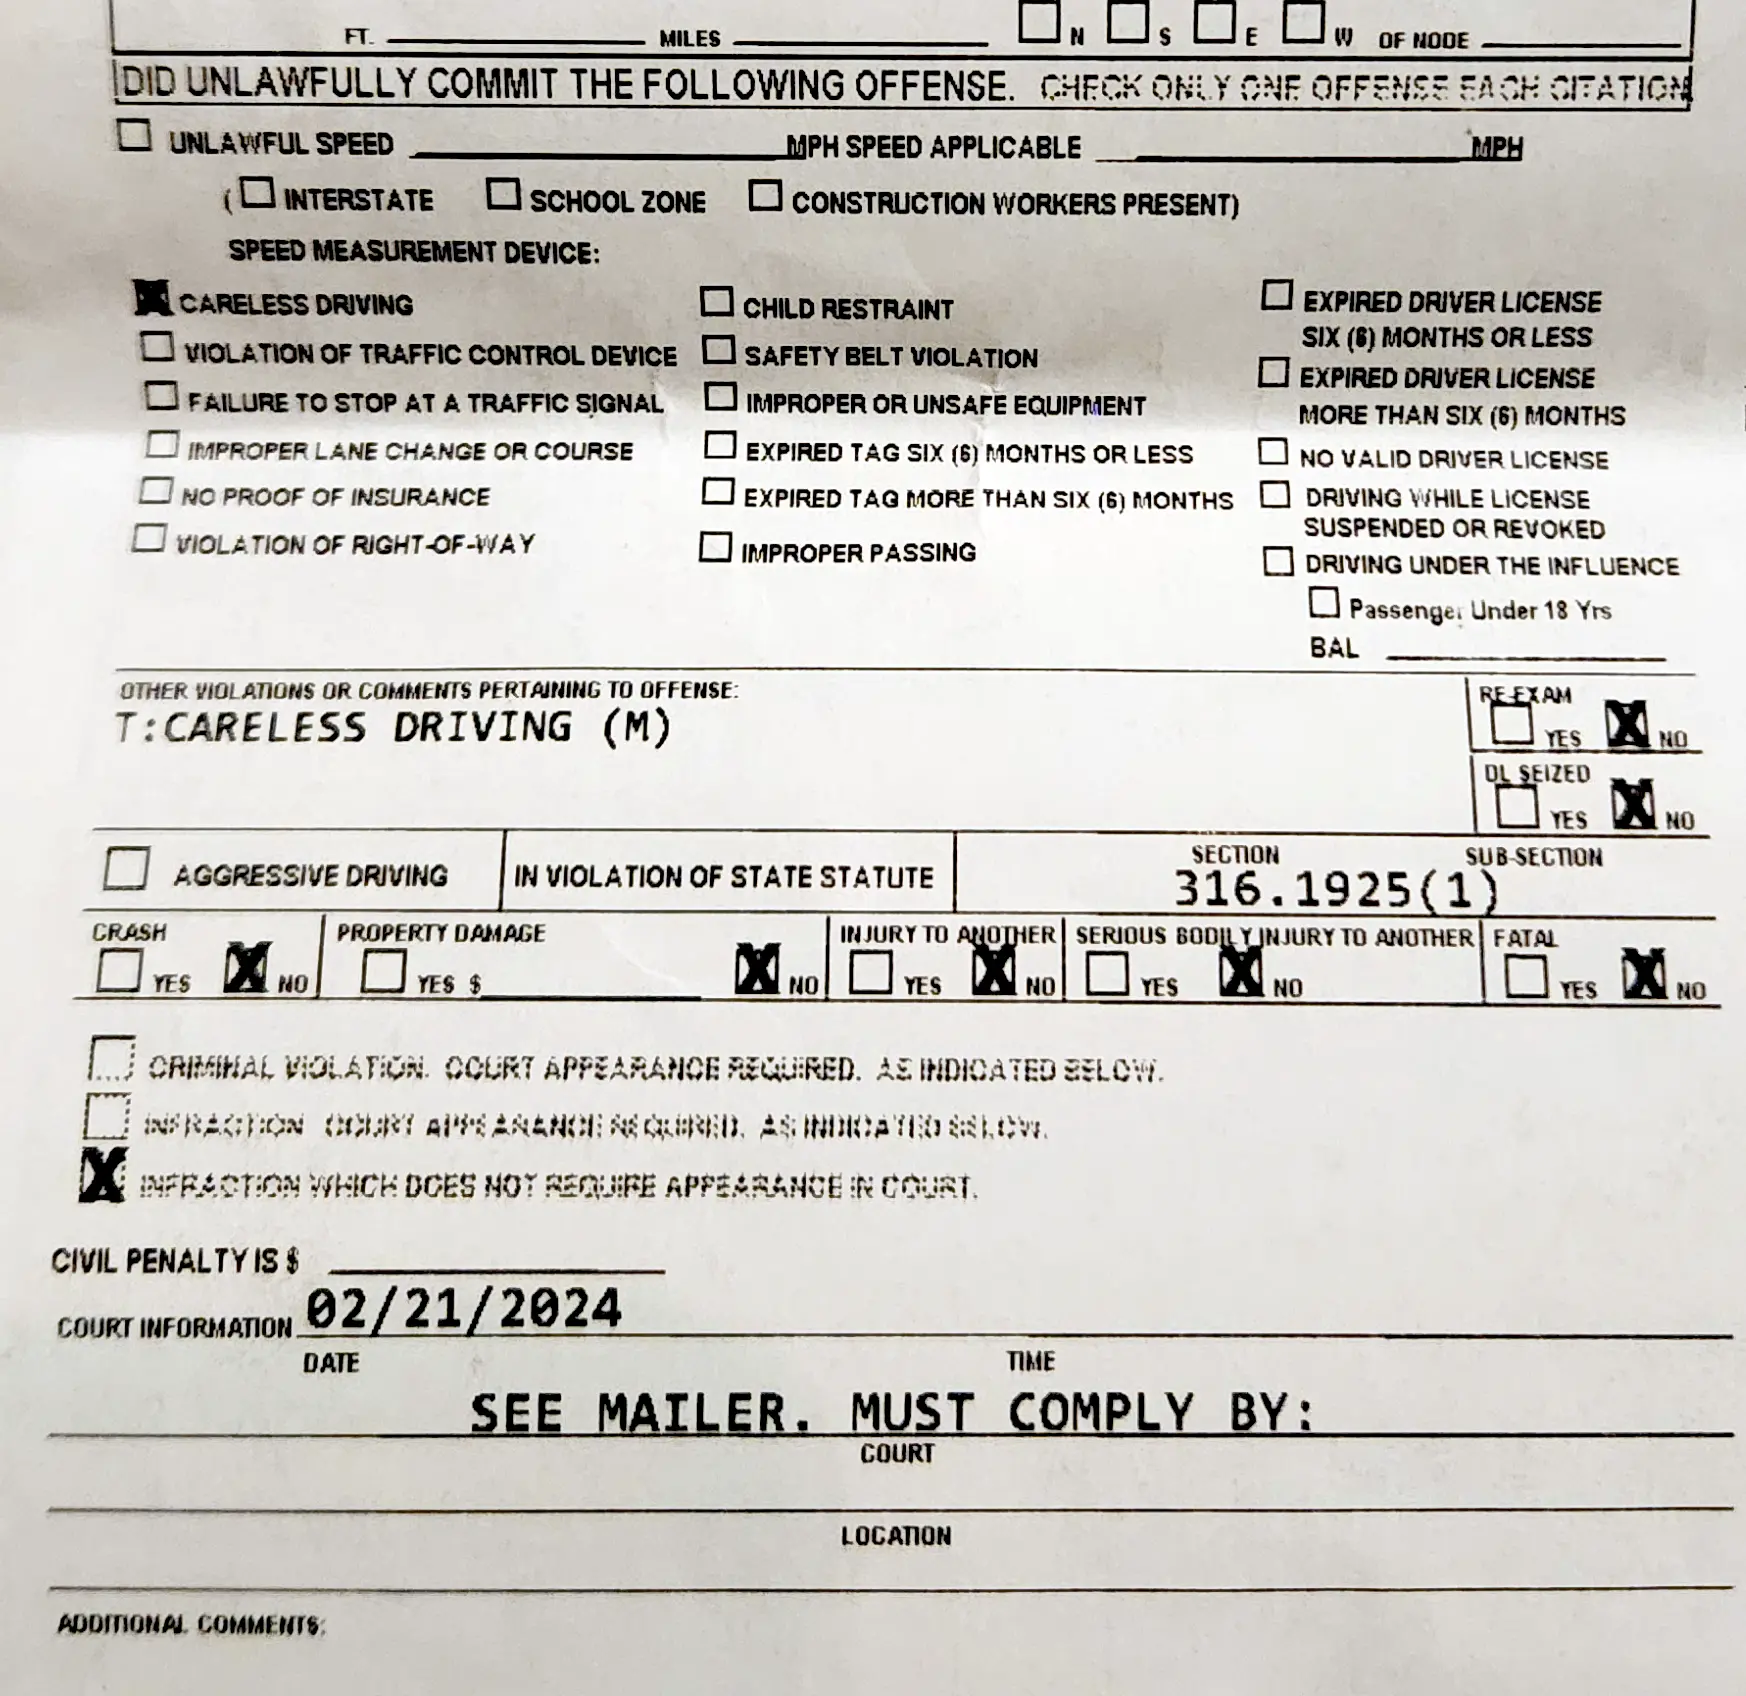 FT. MILES N S E W OF NODE
DID UNLAWFULLY COMMIT THE FOLLOWING OFFENSE. CHECK ONLY ONE OFFENSE EACH CITATION
UNLAWFUL SPEED MPH SPEED APPLICABLE MPH
( INTERSTATE SCHOOL ZONE CONSTRUCTION WORKERS PRESENT)
SPEED MEASUREMENT DEVICE:
X CARELESS DRIVING
VIOLATION OF TRAFFIC CONTROL DEVICE
FAILURE TO STOP AT A TRAFFIC SIGNAL
IMPROPER LANE CHANGE OR COURSE
NO PROOF OF INSURANCE
VIOLATION OF RIGHT-OF-WAY
CHILD RESTRAINT
SAFETY BELT VIOLATION
IMPROPER OR UNSAFE EQUIPMENT
EXPIRED TAG SIX (6) MONTHS OR LESS
EXPIRED TAG MORE THAN SIX (6) MONTHS
IMPROPER PASSING
EXPIRED DRIVER LICENSE
SIX (6) MONTHS OR LESS
EXPIRED DRIVER LICENSE
MORE THAN SIX (6) MONTHS
NO VALID DRIVER LICENSE
DRIVING WHILE LICENSE
SUSPENDED OR REVOKED
DRIVING UNDER THE INFLUENCE
Passenger Under 18 Yrs
BAL
OTHER VIOLATIONS OR COMMENTS PERTAINING TO OFFENSE:
T:CARELESS DRIVING (M)
RE-EXAM
YES X NO
DL SEIZED
YES X NO
AGGRESSIVE DRIVING IN VIOLATION OF STATE STATUTE
SECTION SUB-SECTION
316.1925(1)
CRASH PROPERTY DAMAGE INJURY TO ANOTHER SERIOUS BODILY INJURY TO ANOTHER FATAL
YES X NO YES $ X NO YES X NO YES X NO YES X NO
CRIMINAL VIOLATION. COURT APPEARANCE REQUIRED. AS INDICATED BELOW.
INFRACTION COURT APPEARANCE REQUIRED. AS INDICATED BELOW.
X INFRACTION WHICH DOES NOT REQUIRE APPEARANCE IN COURT.
CIVIL PENALTY IS $
COURT INFORMATION 02/21/2024
DATE TIME
SEE MAILER. MUST COMPLY BY:
COURT
LOCATION
ADDITIONAL COMMENTS: